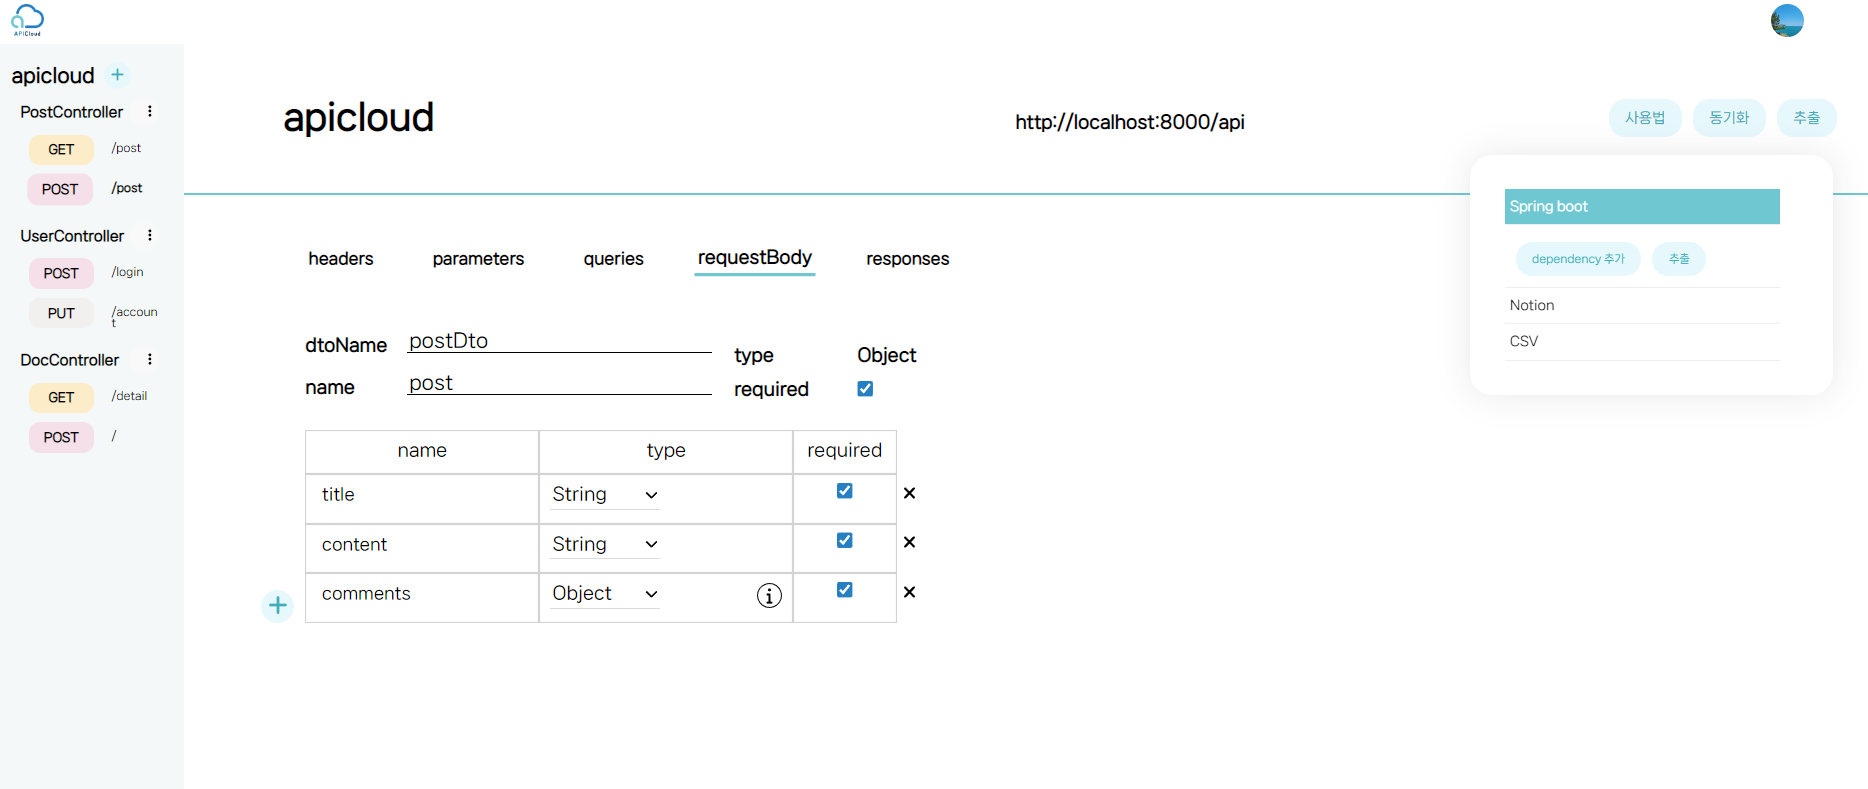 APICloud
apicloud
PostController
GET /post
POST /post
UserController
POST /login
PUT /accoun
t
DocController
GET /detail
POST /
apicloud
http://localhost:8000/api
사용법 동기화 추출
Spring boot
dependency 추가 추출
Notion
CSV
headers parameters queries requestBody responses
dtoName postDto
type Object
name post
required
name type required
title String
content String
comments Object